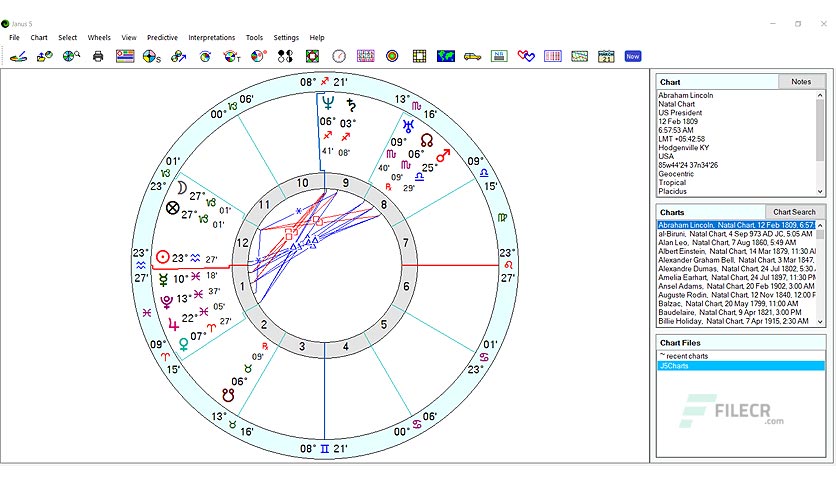 Janus 5
File Chart Select Wheels View Predictive Interpretations Tools Settings Help
NB
MARCH
21
Now
08° ♐ 21'
13° ♏ 16'
09° ♎ 15'
♍
23° ♌ 27'
01' ♋ 23°
06' ♋ 00°
08° ♊ 21'
13° ♉ 16'
09° ♈ 15'
♓
23° ♒ 27'
01' ♑ 23°
00° ♑ 06'
♆ 06° ♐ 41'
♄ 03° ♐ 08'
♅ 09° ♏ 40' ℞
☊ 06° ♏ 09' ℞
♂ 25° ♎ 29'
☽ 27° ♑ 01'
⊗ 27° ♑ 01'
☉ 23° ♒ 27'
☿ 10° ♓ 18'
♇ 13° ♓ 37'
♃ 22° ♓ 05'
♀ 07° ♈ 27'
☋ 06° ♉ 09' ℞
10
9
11
8
12
7
1
6
2
5
3
4
Chart
Notes
Abraham Lincoln
Natal Chart
US President
12 Feb 1809
6:57:53 AM
LMT +05:42:58
Hodgenville KY
USA
85w44'24 37n34'26
Geocentric
Tropical
Placidus
Charts
Chart Search
Abraham Lincoln, Natal Chart, 12 Feb 1809, 6:57
al-Biruni, Natal Chart, 4 Sep 973 AD JC, 5:05 AM
Alan Leo, Natal Chart, 7 Aug 1860, 5:49 AM
Albert Einstein, Natal Chart, 14 Mar 1879, 11:30 A
Alexander Graham Bell, Natal Chart, 3 Mar 1847,
Alexandre Dumas, Natal Chart, 24 Jul 1802, 5:30
Amelia Earhart, Natal Chart, 24 Jul 1897, 11:30 P
Ansel Adams, Natal Chart, 20 Feb 1902, 3:00 AM
Auguste Rodin, Natal Chart, 12 Nov 1840, 12:00 P
Balzac, Natal Chart, 20 May 1799, 11:00 AM
Baudelaire, Natal Chart, 9 Apr 1821, 3:00 PM
Billie Holiday, Natal Chart, 7 Apr 1915, 2:30 AM
Chart Files
~ recent charts
J5Charts
FILECR
.com